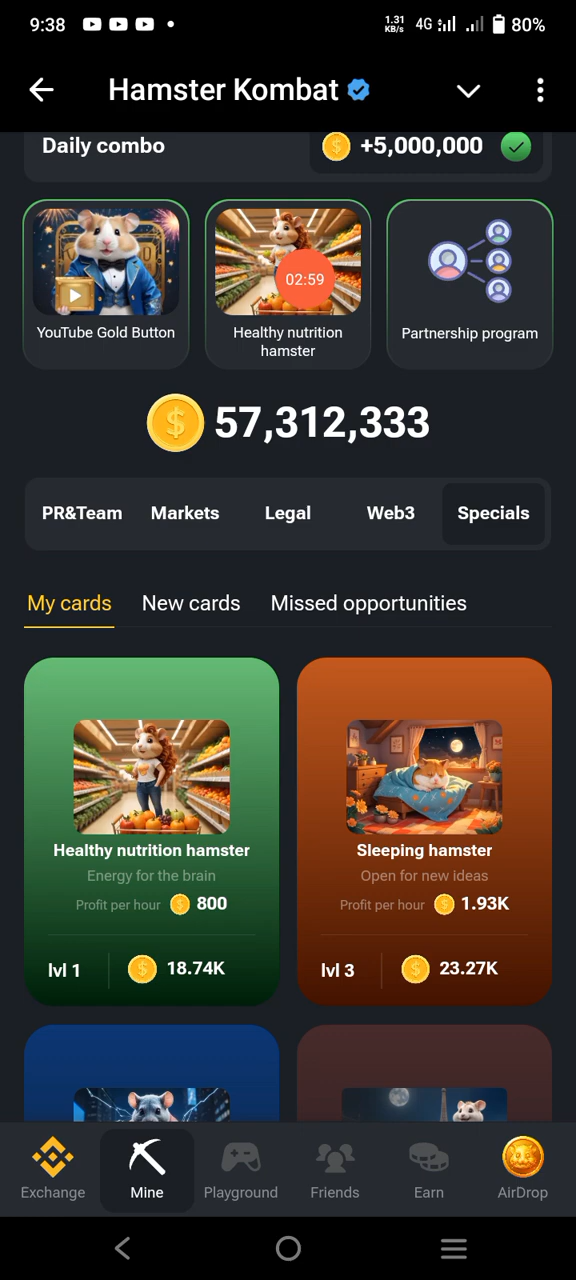 9:38
1.31
KB/s
4G
80%
Hamster Kombat
Daily combo
+5,000,000
YouTube Gold Button
02:59
Healthy nutrition
hamster
Partnership program
57,312,333
PR&Team
Markets
Legal
Web3
Specials
My cards
New cards
Missed opportunities
Healthy nutrition hamster
Energy for the brain
Profit per hour
800
lvl 1
18.74K
Sleeping hamster
Open for new ideas
Profit per hour
1.93K
lvl 3
23.27K
Exchange
Mine
Playground
Friends
Earn
AirDrop